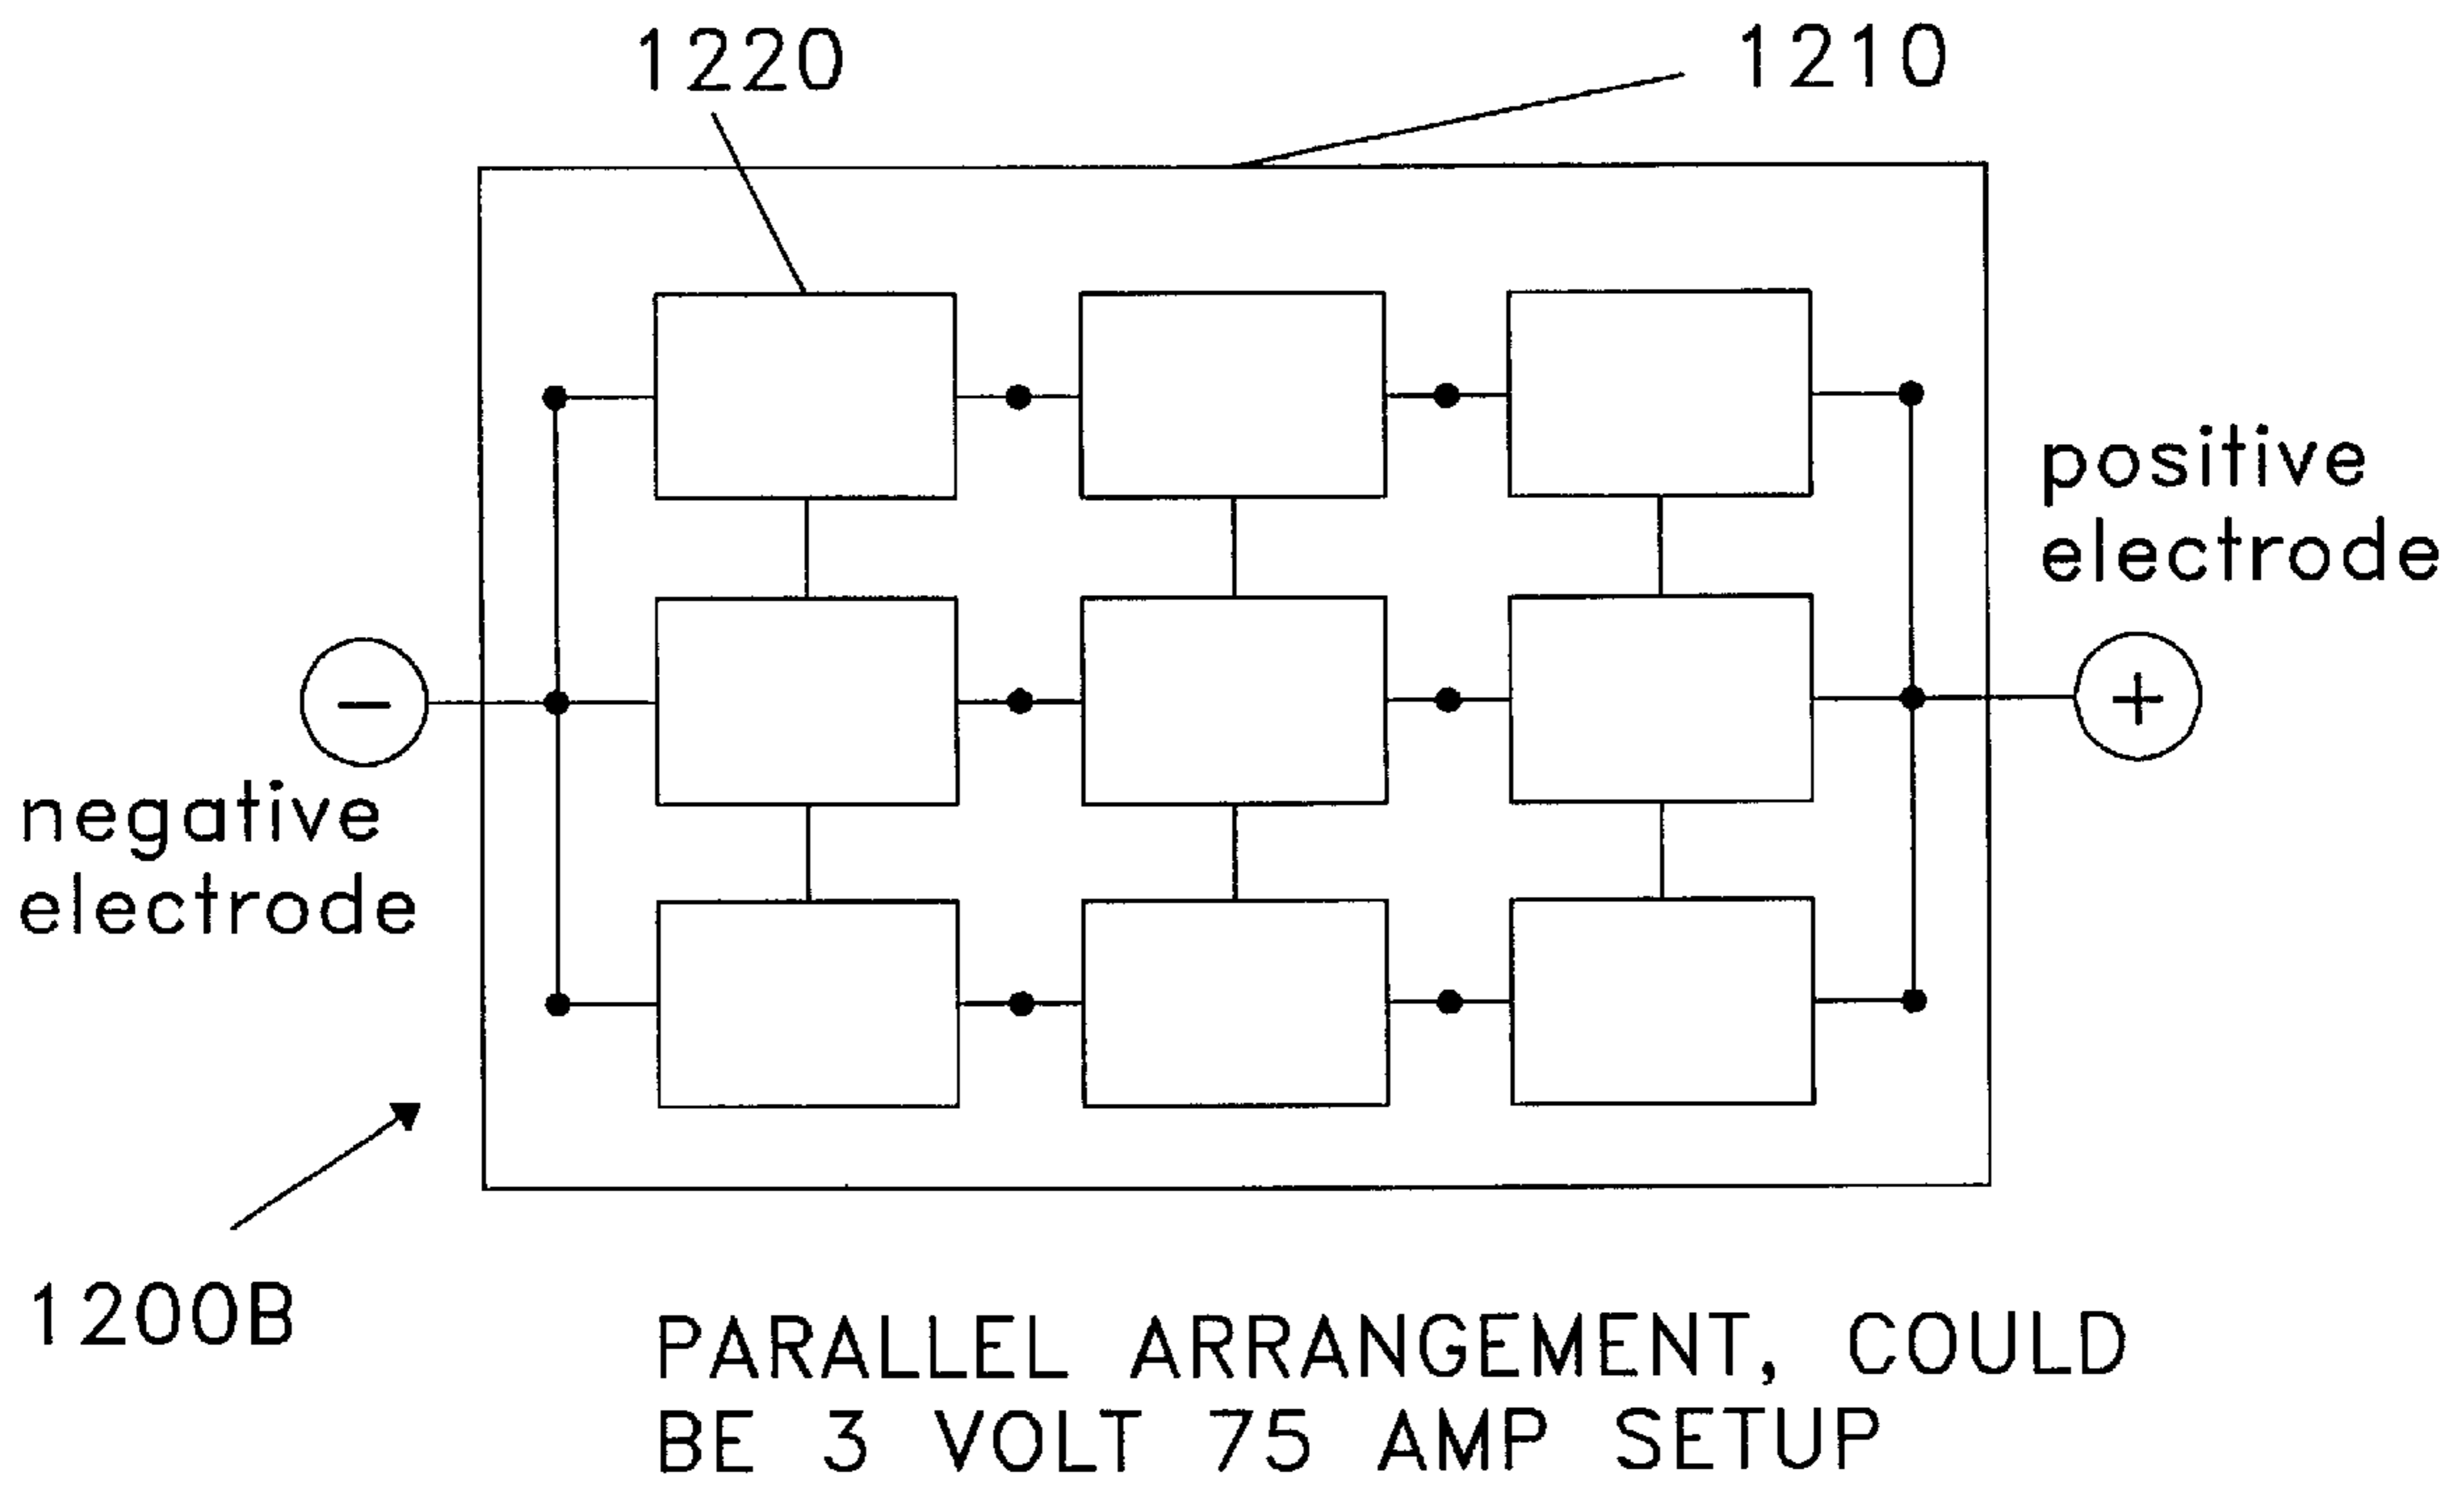 1220
1210
positive
electrode
−
+
negative
electrode
1200B
PARALLEL ARRANGEMENT, COULD
BE 3 VOLT 75 AMP SETUP